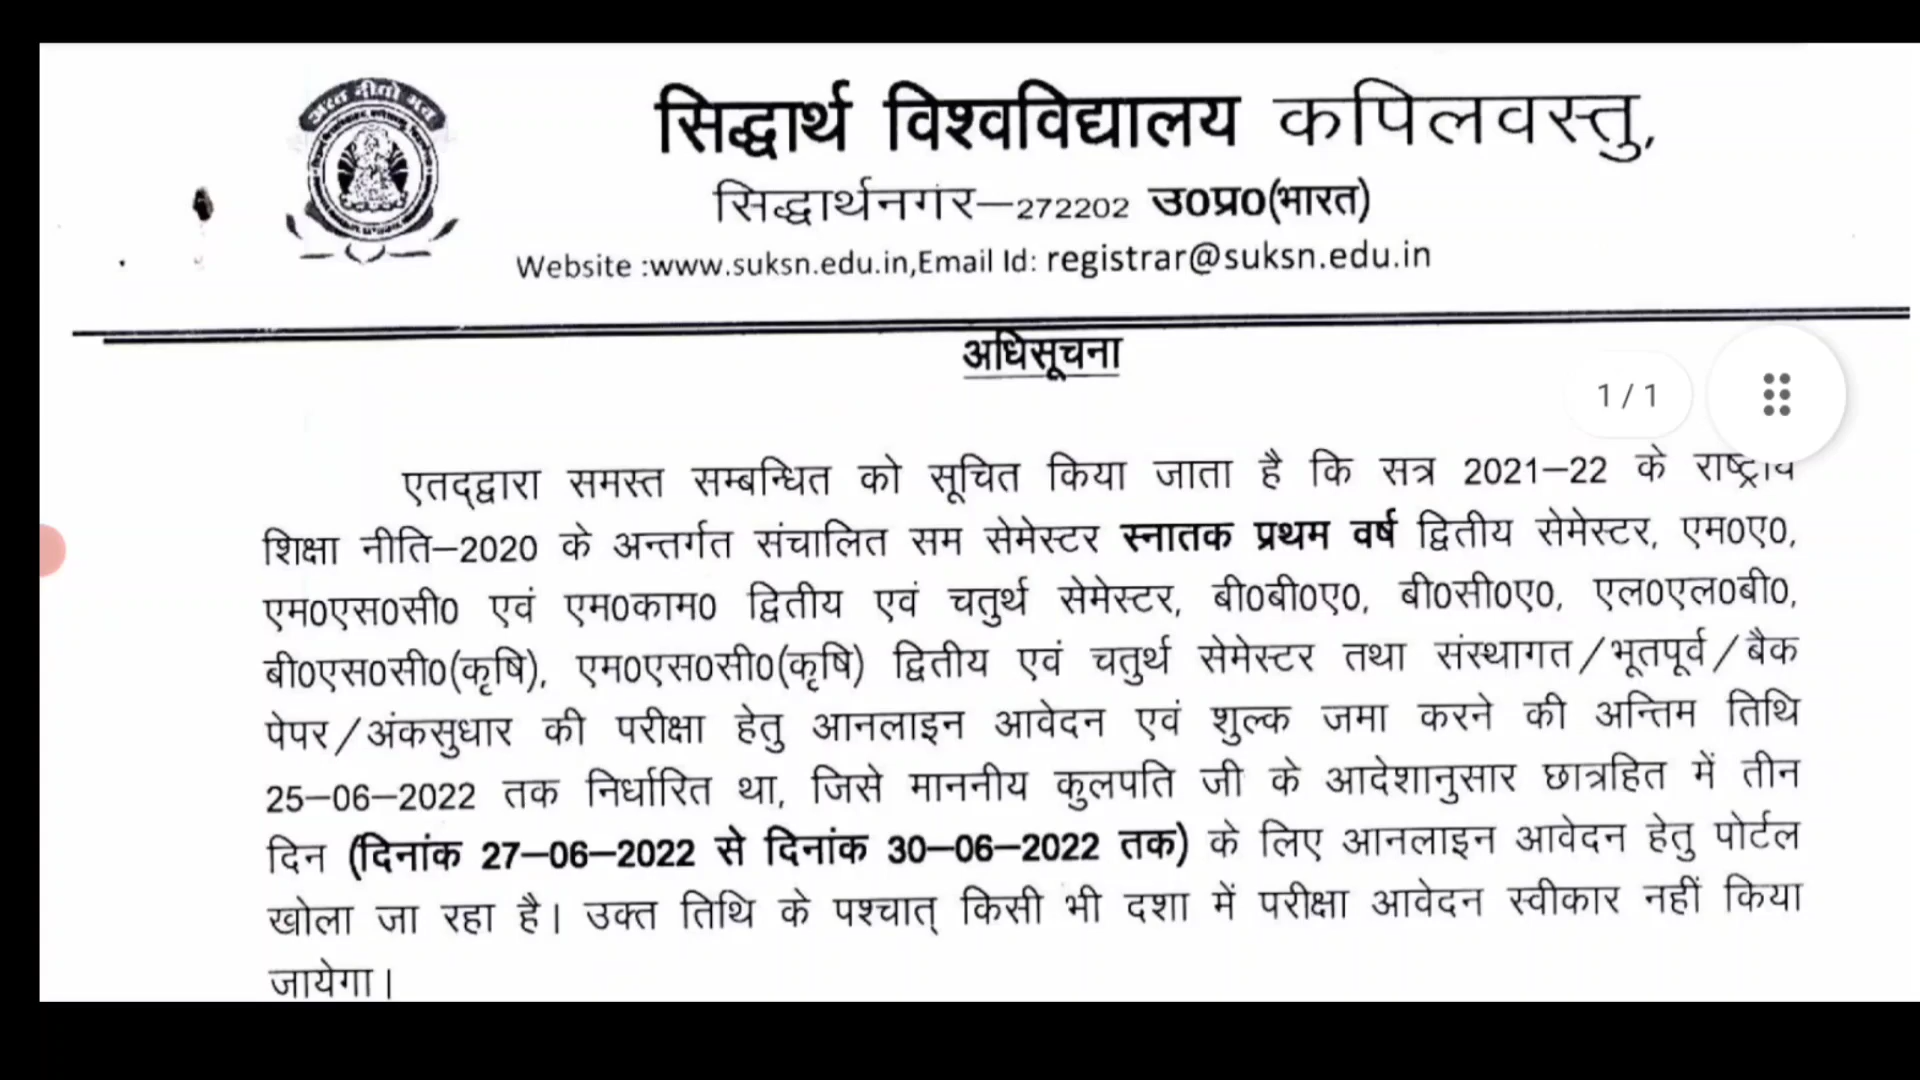 सिद्धार्थ विश्वविद्यालय कपिलवस्तु,
सिद्धार्थनगर—272202 उ0प्र0(भारत)
Website :www.suksn.edu.in,Email Id: registrar@suksn.edu.in
अधिसूचना
1 / 1
एतद्द्वारा समस्त सम्बन्धित को सूचित किया जाता है कि सत्र 2021—22 के राष्ट्रीय
शिक्षा नीति—2020 के अन्तर्गत संचालित सम सेमेस्टर स्नातक प्रथम वर्ष द्वितीय सेमेस्टर, एम0ए0,
एम0एस0सी0 एवं एम0काम0 द्वितीय एवं चतुर्थ सेमेस्टर, बी0बी0ए0, बी0सी0ए0, एल0एल0बी0,
बी0एस0सी0(कृषि), एम0एस0सी0(कृषि) द्वितीय एवं चतुर्थ सेमेस्टर तथा संस्थागत/भूतपूर्व/बैक
पेपर/अंकसुधार की परीक्षा हेतु आनलाइन आवेदन एवं शुल्क जमा करने की अन्तिम तिथि
25—06—2022 तक निर्धारित था, जिसे माननीय कुलपति जी के आदेशानुसार छात्रहित में तीन
दिन (दिनांक 27—06—2022 से दिनांक 30—06—2022 तक) के लिए आनलाइन आवेदन हेतु पोर्टल
खोला जा रहा है। उक्त तिथि के पश्चात् किसी भी दशा में परीक्षा आवेदन स्वीकार नहीं किया
जायेगा।